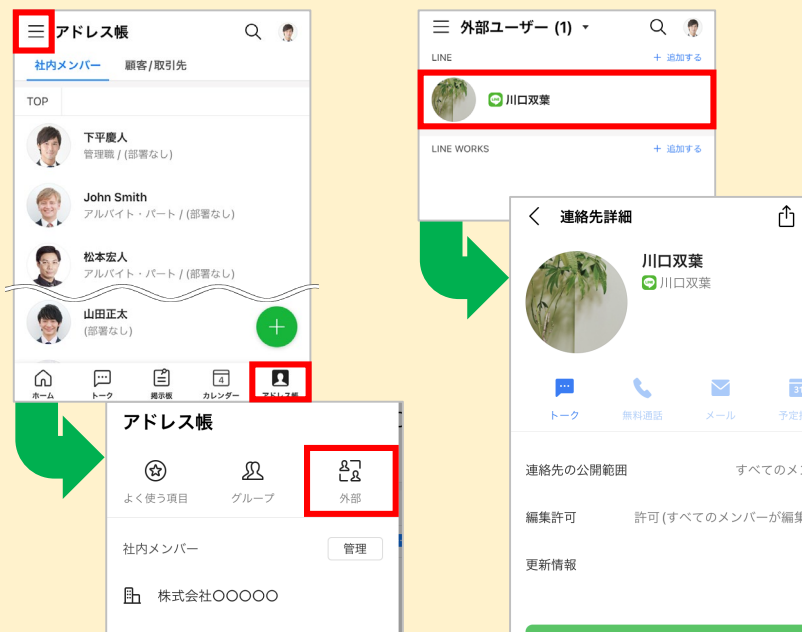 アドレス帳
社内メンバー 顧客/取引先
TOP
下平慶人
管理職 / (部署なし)
John Smith
アルバイト・パート / (部署なし)
松本宏人
アルバイト・パート / (部署なし)
山田正太
(部署なし)
ホーム トーク 掲示板 4 カレンダー アドレス帳
アドレス帳
よく使う項目 グループ 外部
社内メンバー 管理
株式会社〇〇〇〇〇
外部ユーザー (1)
LINE + 追加する
川口双葉
LINE WORKS + 追加する
連絡先詳細
川口双葉
川口双葉
31
トーク 無料通話 メール 予定
連絡先の公開範囲 すべてのメ
編集許可 許可(すべてのメンバーが編集
更新情報